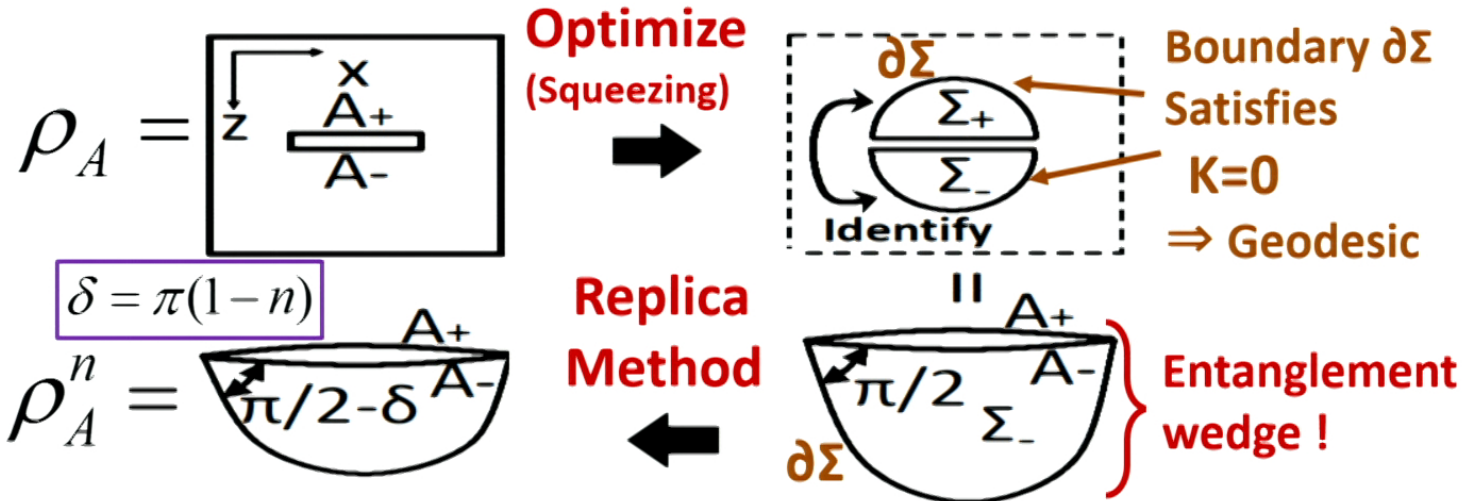 ρ_A =
x
z
A+
A-
Optimize
(Squeezing)
∂Σ
Σ+
Σ-
Identify
Boundary ∂Σ
Satisfies
K=0
⇒ Geodesic
δ = π(1−n)
ρ_A^n =
A+
A-
π/2-δ
Replica
Method
=
A+
A-
π/2
Σ-
∂Σ
Entanglement
wedge !